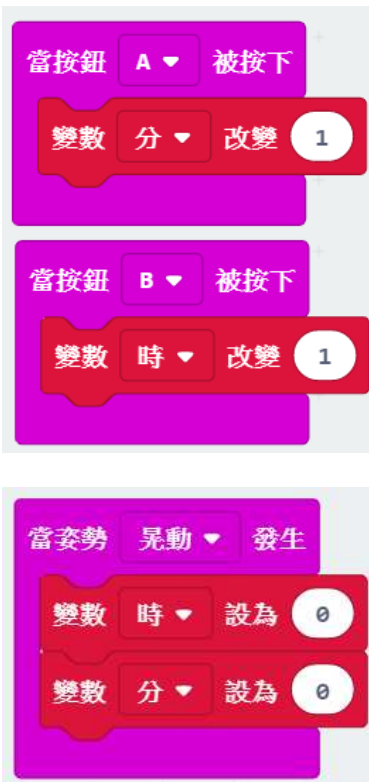 當按鈕 A 被按下
變數 分 改變 1
當按鈕 B 被按下
變數 時 改變 1
當姿勢 晃動 發生
變數 時 設為 0
變數 分 設為 0